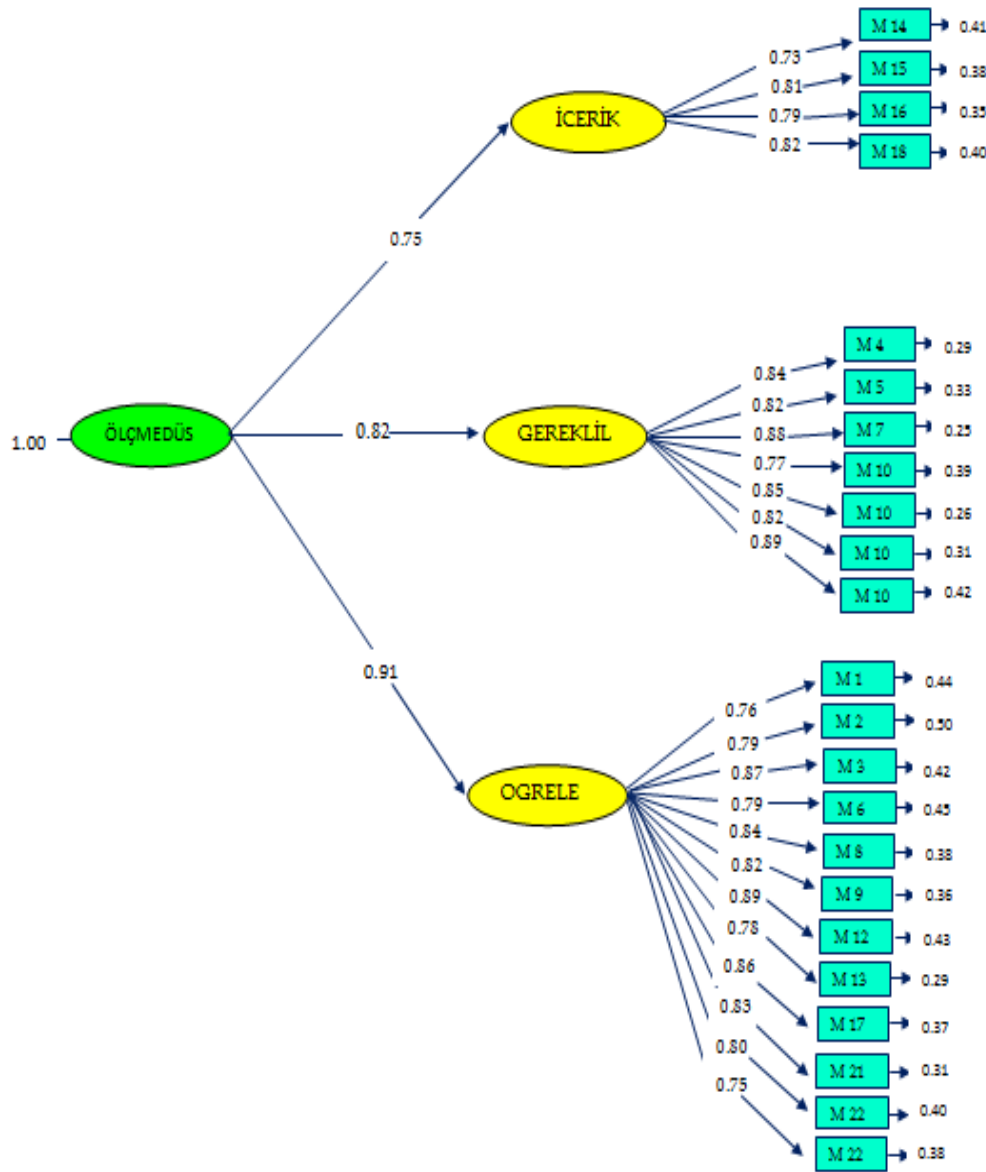 M 14
0.41
0.73
M 15
0.38
0.81
İCERİK
M 16
0.35
0.79
M 18
0.40
0.82
0.75
M 4
0.29
0.84
M 5
0.33
0.82
1.00
ÖLÇMEDÜS
0.82
GEREKLİL
M 7
0.25
0.88
M 10
0.39
0.77
M 10
0.26
0.85
M 10
0.31
0.82
M 10
0.42
0.89
0.91
M 1
0.44
0.76
M 2
0.50
0.79
M 3
0.42
0.87
OGRELE
M 6
0.45
0.79
M 8
0.38
0.84
M 9
0.36
0.82
M 12
0.43
0.89
M 13
0.29
0.78
M 17
0.37
0.86
M 21
0.31
0.83
M 22
0.40
0.80
M 22
0.38
0.75